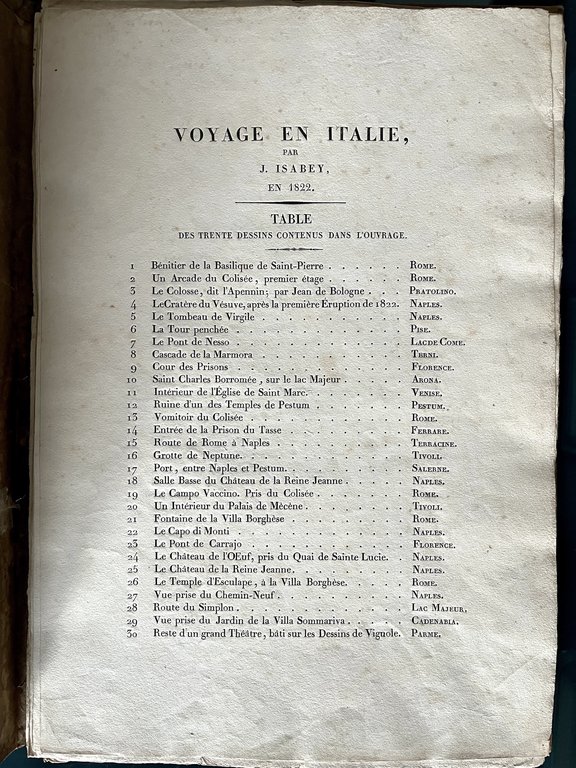 VOYAGE EN ITALIE,
PAR
J. ISABEY,
EN 1822.
TABLE
DES TRENTE DESSINS CONTENUS DANS L'OUVRAGE.
1 Bénitier de la Basilique de Saint-Pierre . . . . . . ROME.
2 Un Arcade du Colisée, premier étage . . . . . . ROME.
3 Le Colosse, dit l'Apennin; par Jean de Bologne . . . PRATOLINO.
4 LeCratère du Vésuve, après la première Éruption de 1822. NAPLES.
5 Le Tombeau de Virgile . . . . . . . . . . . NAPLES.
6 La Tour penchée . . . . . . . . . . . . . PISE.
7 Le Pont de Nesso . . . . . . . . . . . . . LAC DE COME.
8 Cascade de la Marmora . . . . . . . . . . . TERNI.
9 Cour des Prisons . . . . . . . . . . . . . FLORENCE.
10 Saint Charles Borromée, sur le lac Majeur . . . . . ARONA.
11 Intérieur de l'Église de Saint Marc. . . . . . . . VENISE.
12 Ruine d'un des Temples de Pestum . . . . . . . PESTUM.
13 Vomitoir du Colisée . . . . . . . . . . . . ROME.
14 Entrée de la Prison du Tasse . . . . . . . . . FERRARE.
15 Route de Rome à Naples . . . . . . . . . . TERRACINE.
16 Grotte de Neptune. . . . . . . . . . . . . TIVOLI.
17 Port, entre Naples et Pestum. . . . . . . . . . SALERNE.
18 Salle Basse du Château de la Reine Jeanne . . . . . NAPLES.
19 Le Campo Vaccino. Pris du Colisée . . . . . . . ROME.
20 Un Intérieur du Palais de Mécène . . . . . . . . TIVOLI.
21 Fontaine de la Villa Borghèse . . . . . . . . . ROME.
22 Le Capo di Monti . . . . . . . . . . . . . NAPLES.
23 Le Pont de Carrajo . . . . . . . . . . . . FLORENCE.
24 Le Château de l'OEuf, pris du Quai de Sainte Lucie. . NAPLES.
25 Le Château de la Reine Jeanne. . . . . . . . . NAPLES.
26 Le Temple d'Esculape, à la Villa Borghèse. . . . . . ROME.
27 Vue prise du Chemin-Neuf . . . . . . . . . . NAPLES.
28 Route du Simplon . . . . . . . . . . . . . LAC MAJEUR,
29 Vue prise du Jardin de la Villa Sommariva . . . . . CADENABIA.
30 Reste d'un grand Théâtre, bâti sur les Dessins de Vignole. PARME.